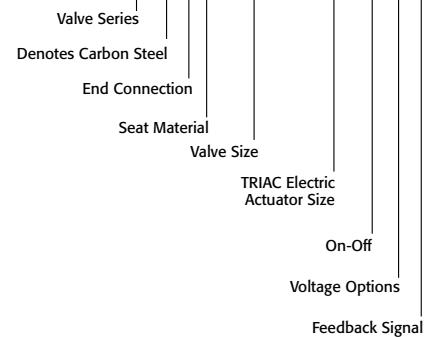 Valve Series
Denotes Carbon Steel
End Connection
Seat Material
Valve Size
TRIAC Electric
Actuator Size
On-Off
Voltage Options
Feedback Signal